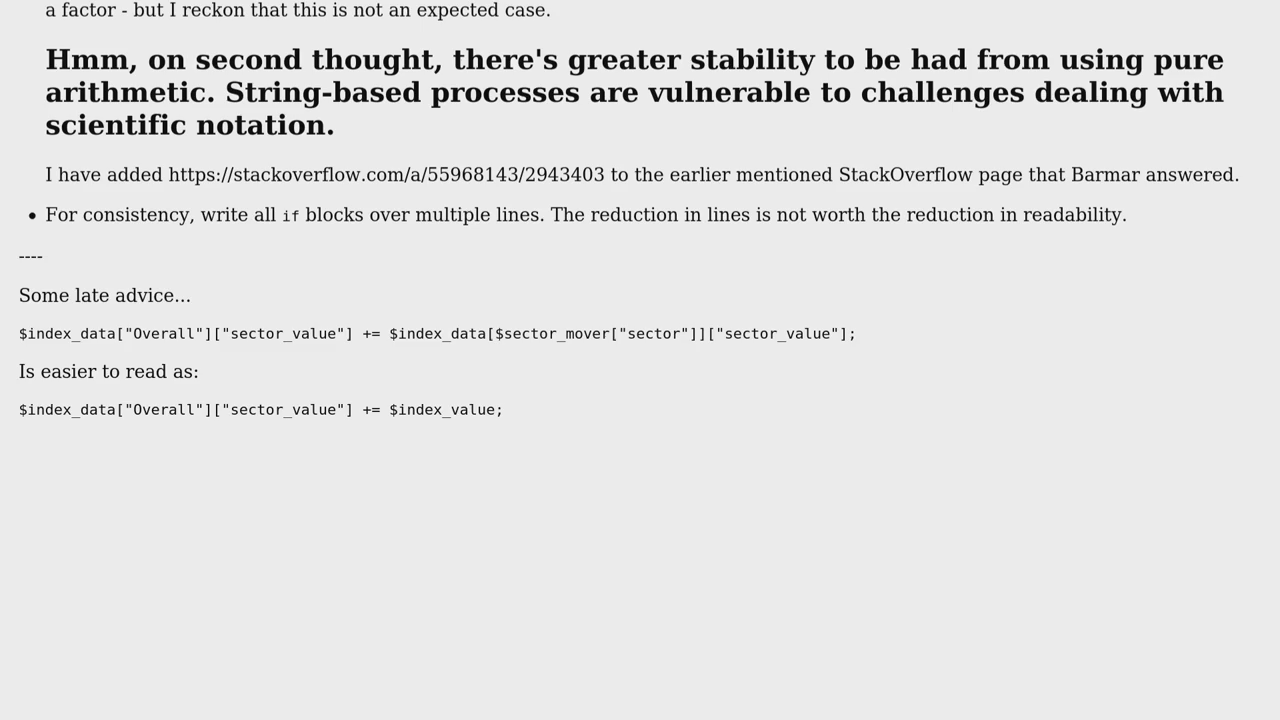 a factor - but I reckon that this is not an expected case.
Hmm, on second thought, there's greater stability to be had from using pure
arithmetic. String-based processes are vulnerable to challenges dealing with
scientific notation.
I have added https://stackoverflow.com/a/55968143/2943403 to the earlier mentioned StackOverflow page that Barmar answered.
• For consistency, write all if blocks over multiple lines. The reduction in lines is not worth the reduction in readability.
----
Some late advice...
$index_data["Overall"]["sector_value"] += $index_data[$sector_mover["sector"]]["sector_value"];
Is easier to read as:
$index_data["Overall"]["sector_value"] += $index_value;